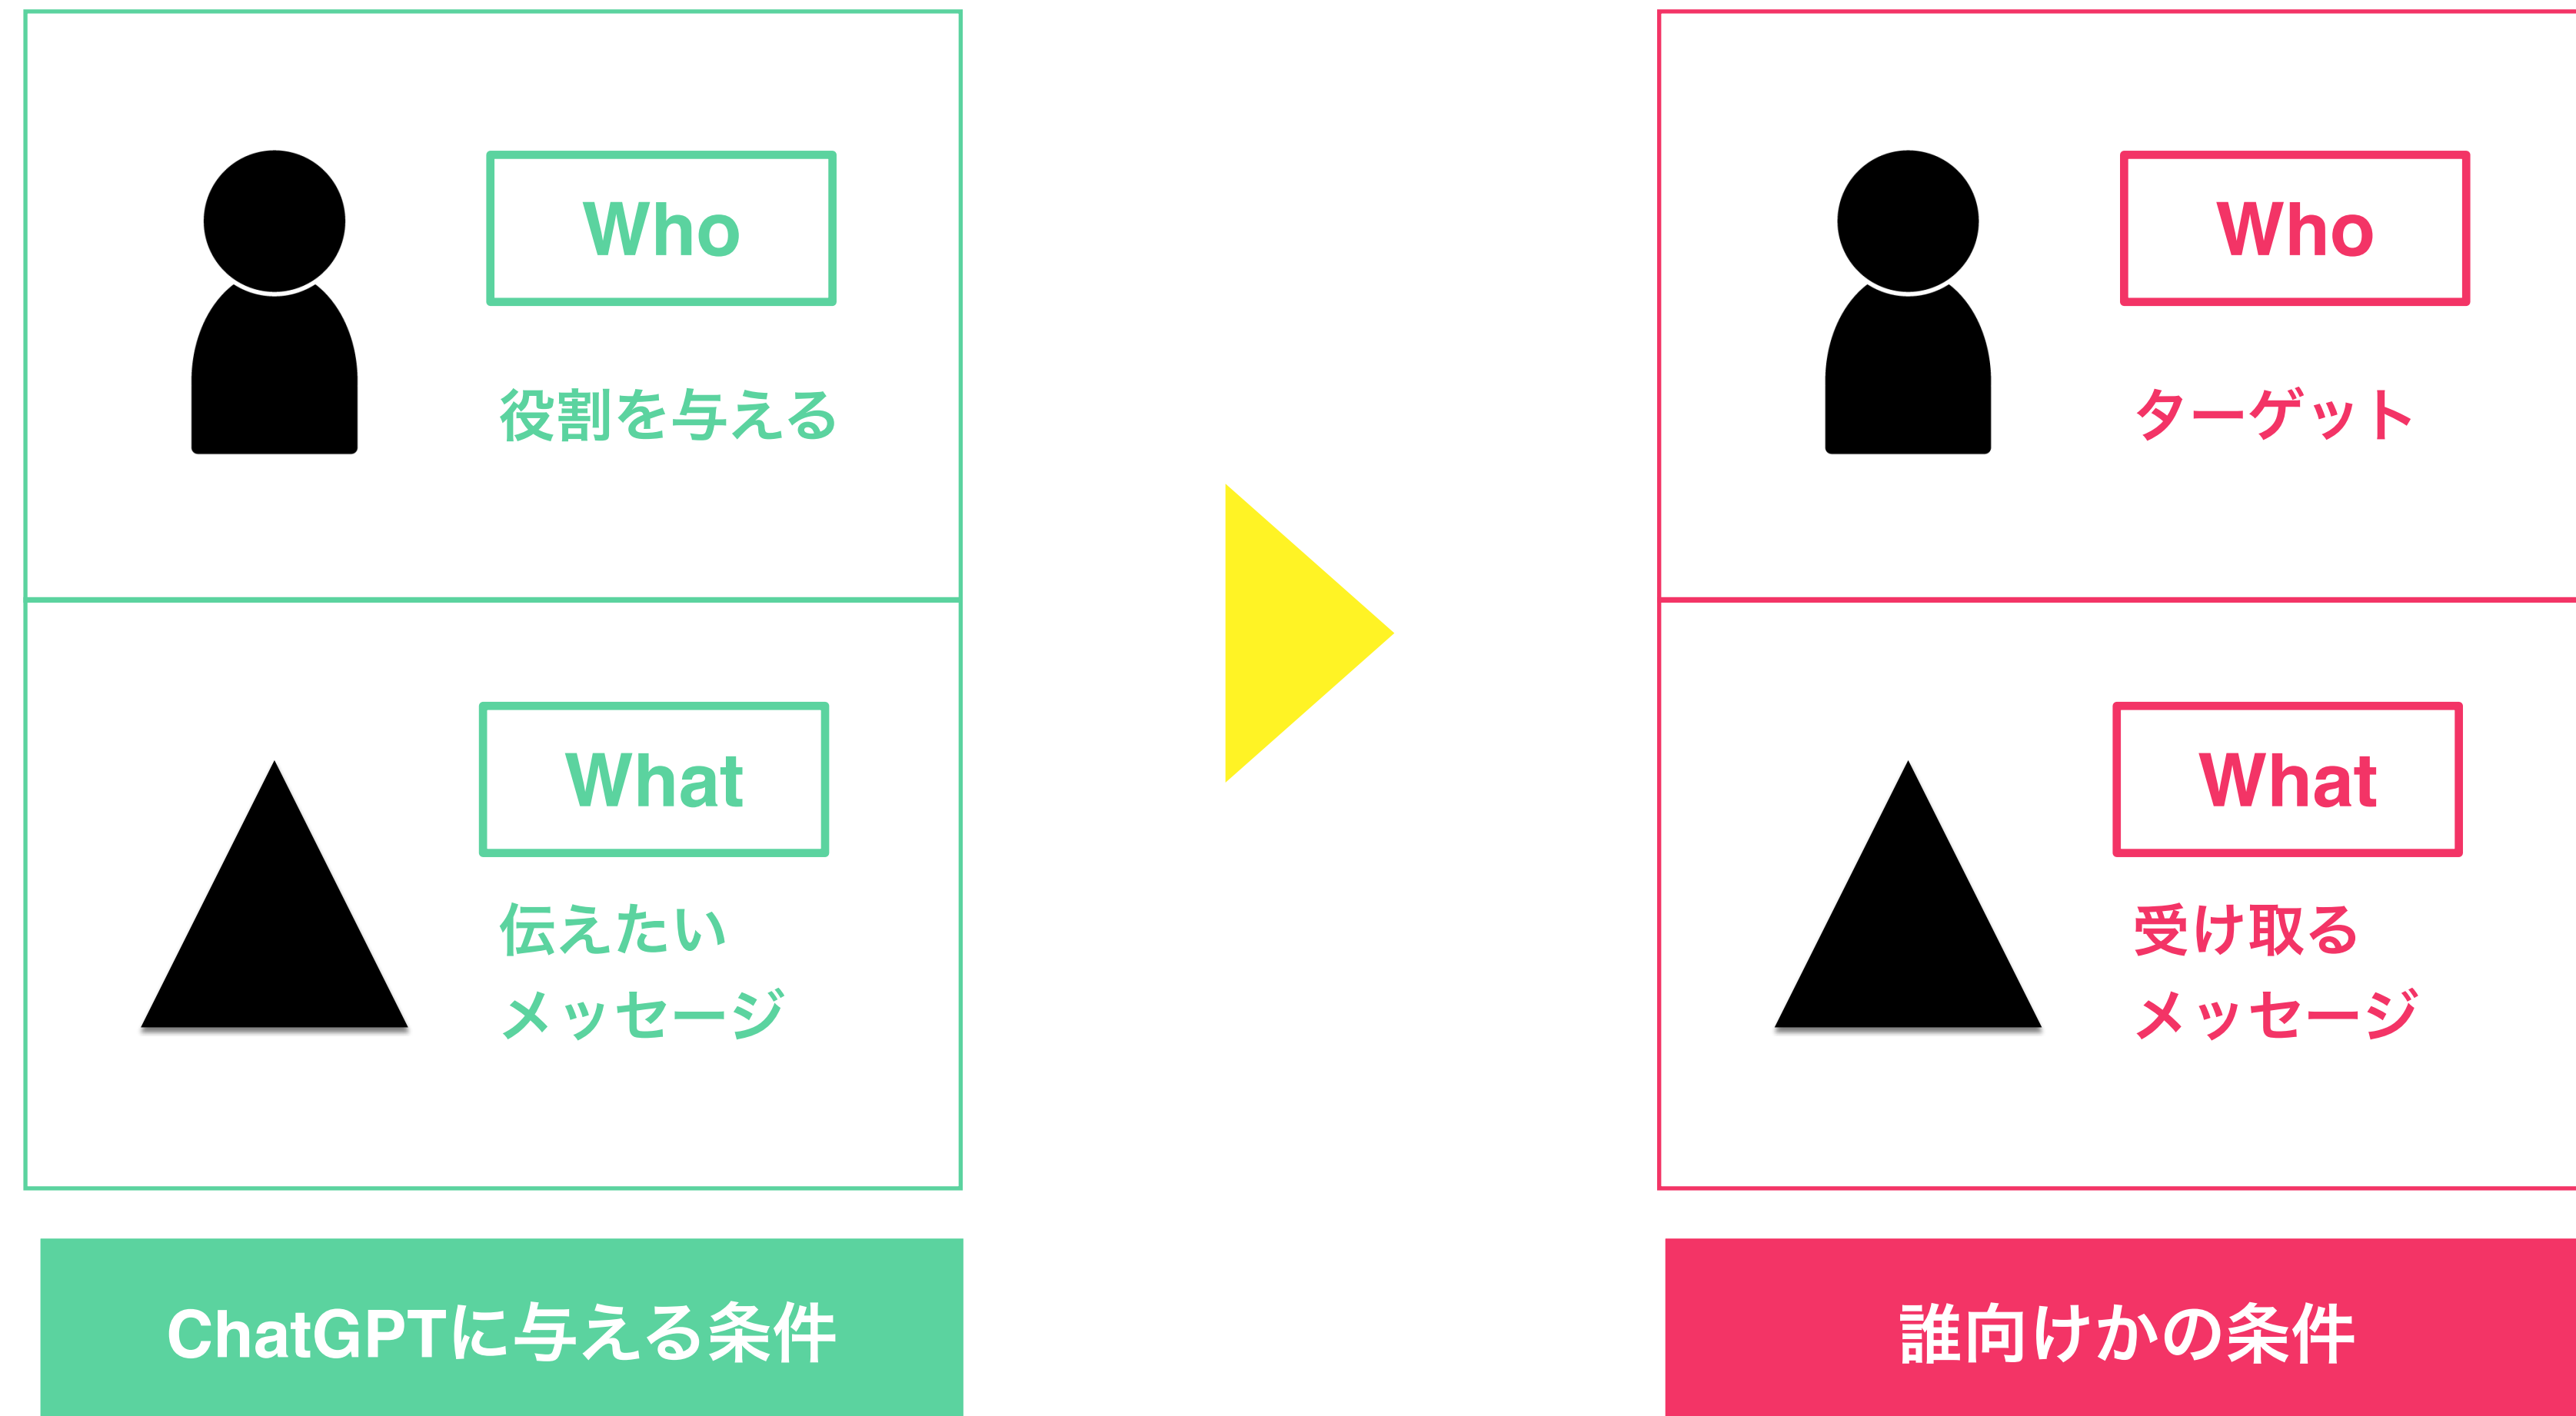 Who
役割を与える
What
伝えたい
メッセージ
ChatGPTに与える条件
Who
ターゲット
What
受け取る
メッセージ
誰向けかの条件